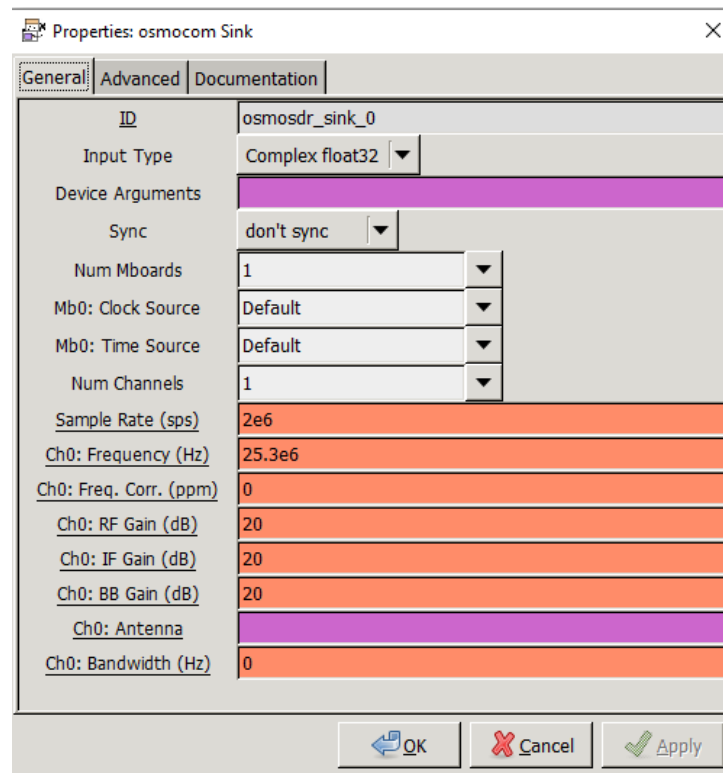 Properties: osmocom Sink
General Advanced Documentation
ID osmosdr_sink_0
Input Type Complex float32
Device Arguments
Sync don't sync
Num Mboards 1
Mb0: Clock Source Default
Mb0: Time Source Default
Num Channels 1
Sample Rate (sps) 2e6
Ch0: Frequency (Hz) 25.3e6
Ch0: Freq. Corr. (ppm) 0
Ch0: RF Gain (dB) 20
Ch0: IF Gain (dB) 20
Ch0: BB Gain (dB) 20
Ch0: Antenna
Ch0: Bandwidth (Hz) 0
OK Cancel Apply